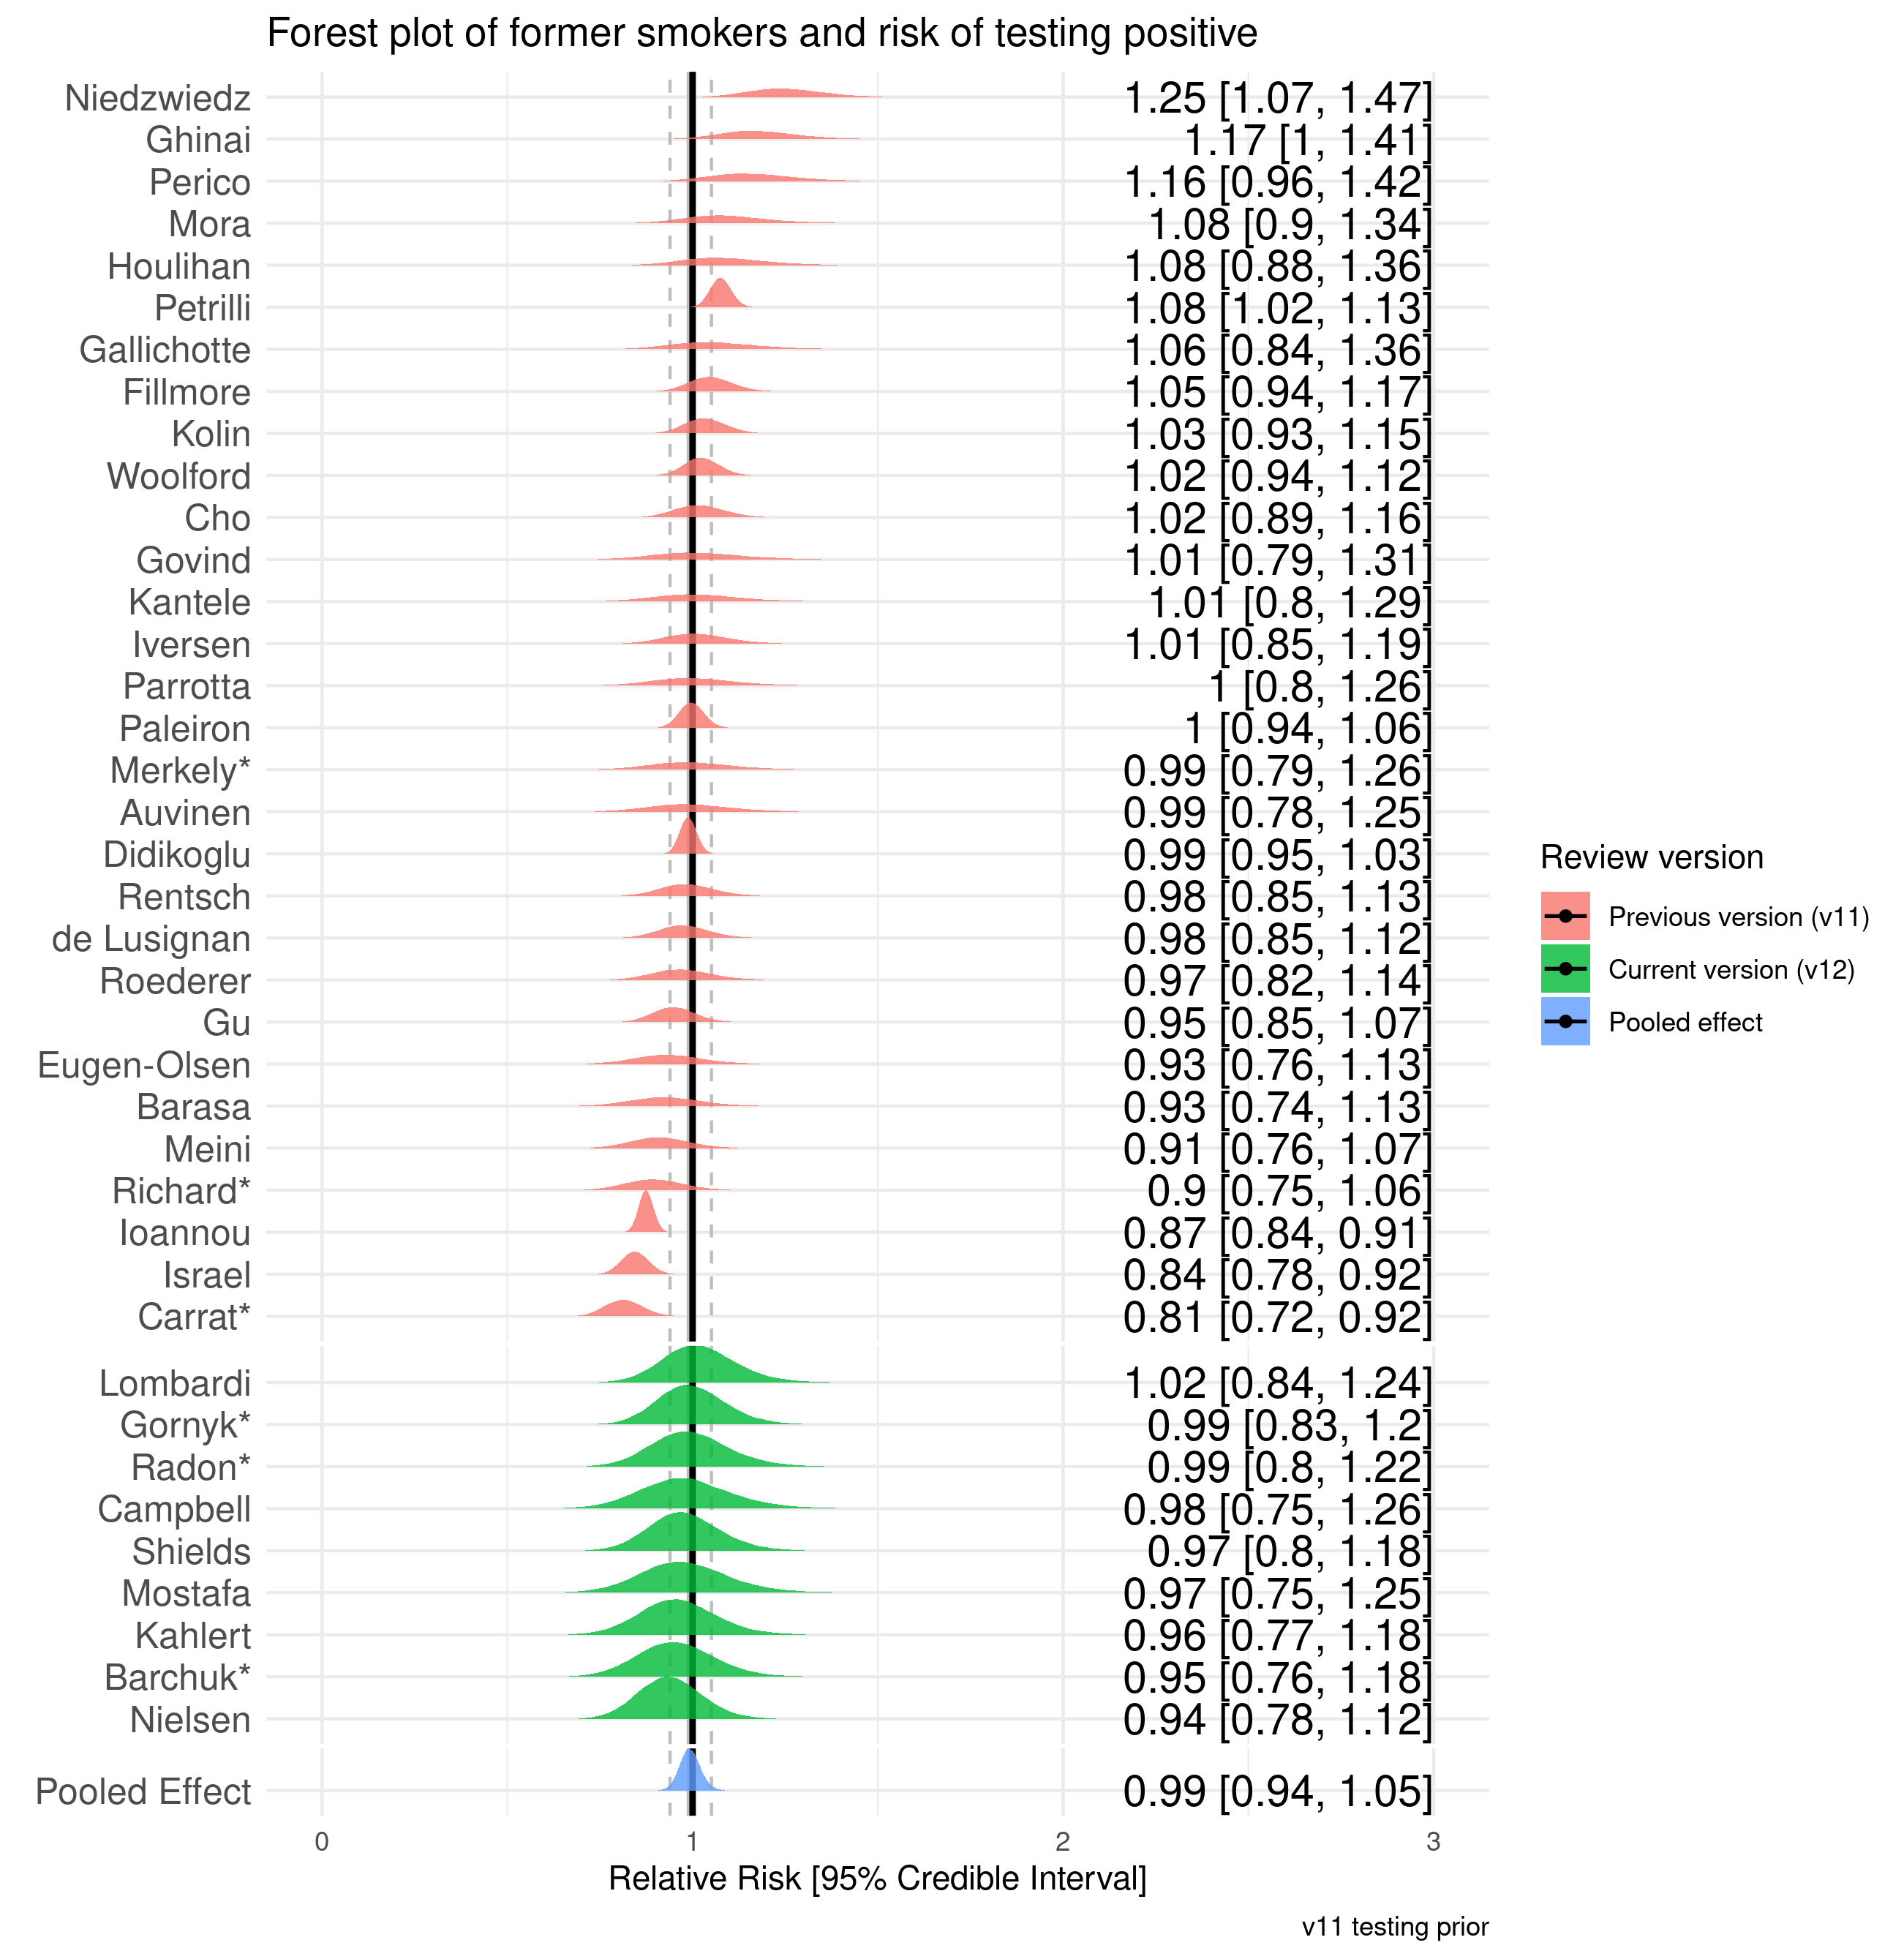 Forest plot of former smokers and risk of testing positive
Niedzwiedz 1.25 [1.07, 1.47]
Ghinai 1.17 [1, 1.41]
Perico 1.16 [0.96, 1.42]
Mora 1.08 [0.9, 1.34]
Houlihan 1.08 [0.88, 1.36]
Petrilli 1.08 [1.02, 1.13]
Gallichotte 1.06 [0.84, 1.36]
Fillmore 1.05 [0.94, 1.17]
Kolin 1.03 [0.93, 1.15]
Woolford 1.02 [0.94, 1.12]
Cho 1.02 [0.89, 1.16]
Govind 1.01 [0.79, 1.31]
Kantele 1.01 [0.8, 1.29]
Iversen 1.01 [0.85, 1.19]
Parrotta 1 [0.8, 1.26]
Paleiron 1 [0.94, 1.06]
Merkely* 0.99 [0.79, 1.26]
Auvinen 0.99 [0.78, 1.25]
Didikoglu 0.99 [0.95, 1.03]
Rentsch 0.98 [0.85, 1.13]
de Lusignan 0.98 [0.85, 1.12]
Roederer 0.97 [0.82, 1.14]
Gu 0.95 [0.85, 1.07]
Eugen-Olsen 0.93 [0.76, 1.13]
Barasa 0.93 [0.74, 1.13]
Meini 0.91 [0.76, 1.07]
Richard* 0.9 [0.75, 1.06]
Ioannou 0.87 [0.84, 0.91]
Israel 0.84 [0.78, 0.92]
Carrat* 0.81 [0.72, 0.92]
Lombardi 1.02 [0.84, 1.24]
Gornyk* 0.99 [0.83, 1.2]
Radon* 0.99 [0.8, 1.22]
Campbell 0.98 [0.75, 1.26]
Shields 0.97 [0.8, 1.18]
Mostafa 0.97 [0.75, 1.25]
Kahlert 0.96 [0.77, 1.18]
Barchuk* 0.95 [0.76, 1.18]
Nielsen 0.94 [0.78, 1.12]
Pooled Effect 0.99 [0.94, 1.05]
0 1 2 3
Relative Risk [95% Credible Interval]
v11 testing prior
Review version
Previous version (v11)
Current version (v12)
Pooled effect